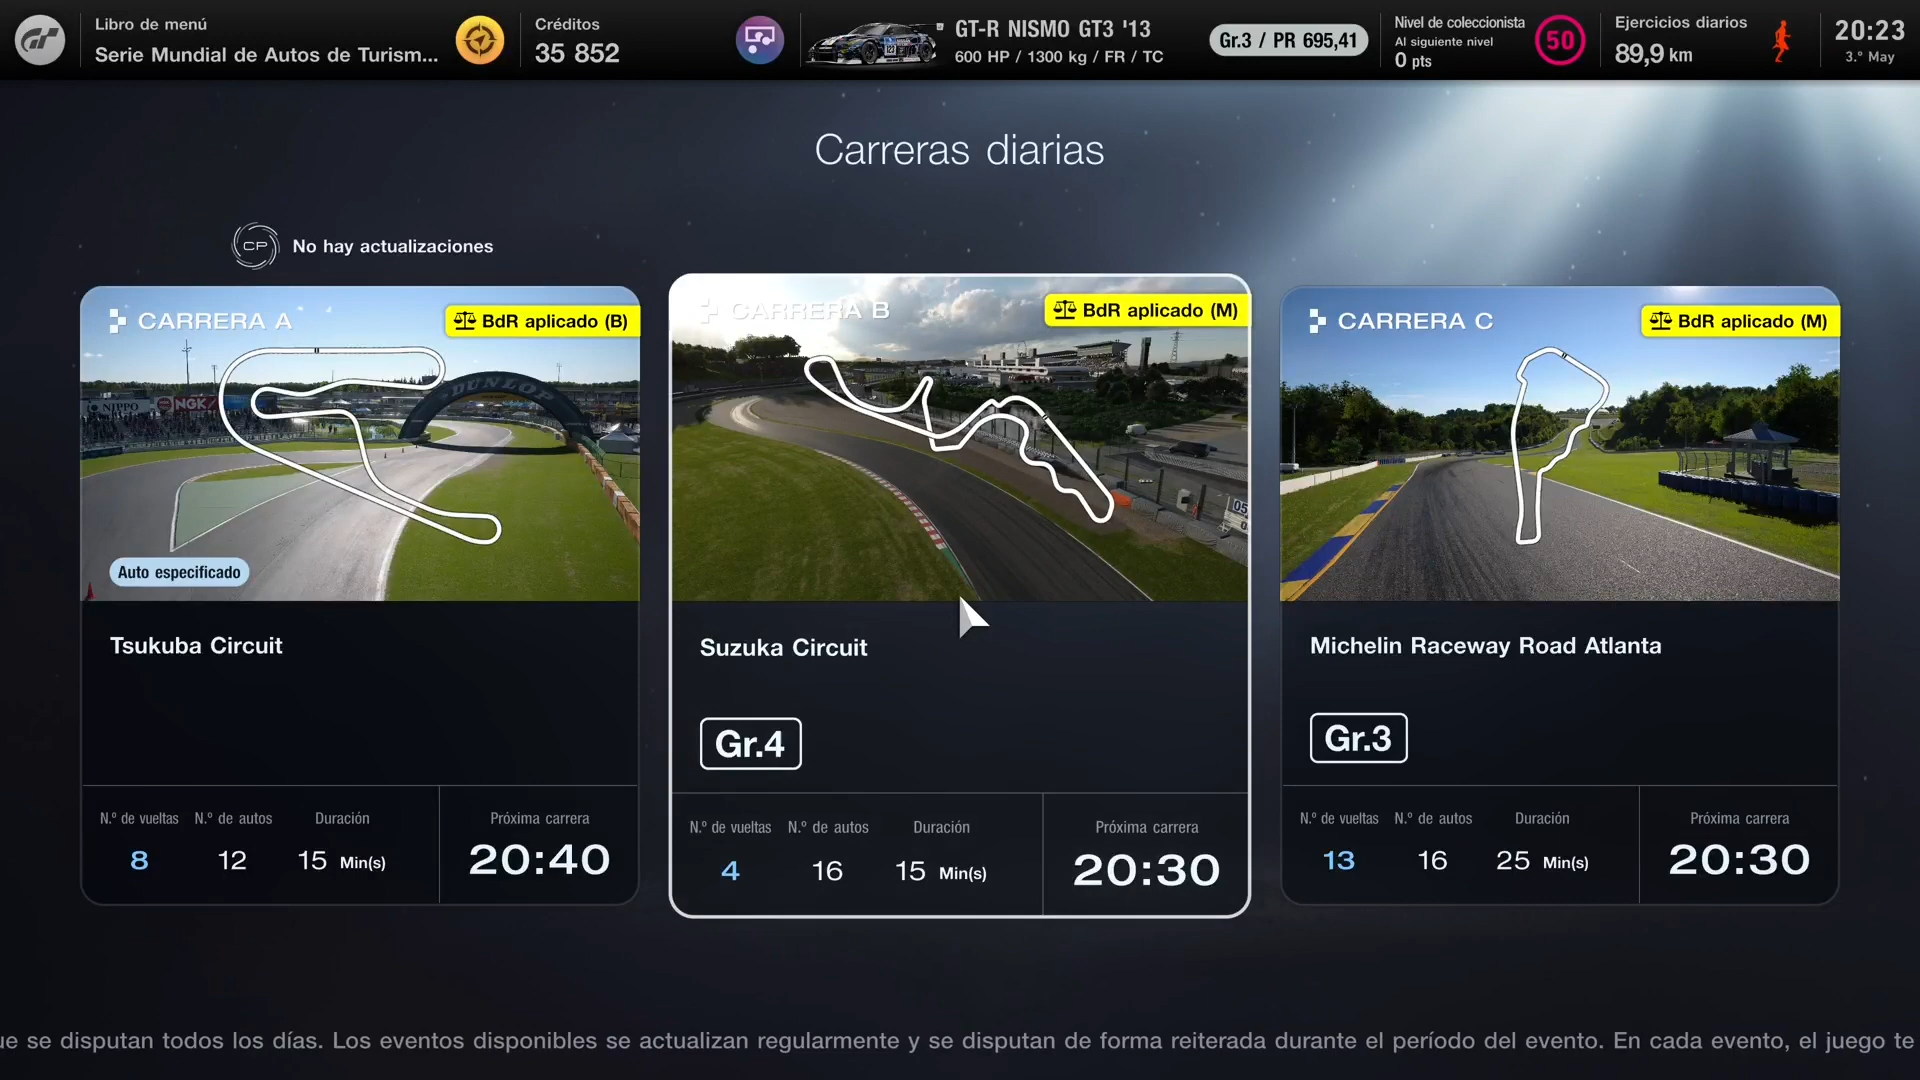 Libro de menú
Serie Mundial de Autos de Turism...
Créditos
35 852
GT-R NISMO GT3 '13
600 HP / 1300 kg / FR / TC
Gr.3 / PR 695,41
Nivel de coleccionista
Al siguiente nivel
0 pts
50
Ejercicios diarios
89,9 km
20:23
3.° May
Carreras diarias
CP
No hay actualizaciones
CARRERA A
BdR aplicado (B)
DUNLOP
NIPPO
NGK
Auto especificado
Tsukuba Circuit
N.º de vueltas
N.º de autos
Duración
Próxima carrera
8
12
15 Min(s)
20:40
CARRERA B
BdR aplicado (M)
05
Suzuka Circuit
Gr.4
N.º de vueltas
N.º de autos
Duración
Próxima carrera
4
16
15 Min(s)
20:30
CARRERA C
BdR aplicado (M)
Michelin Raceway Road Atlanta
Gr.3
N.º de vueltas
N.º de autos
Duración
Próxima carrera
13
16
25 Min(s)
20:30
ue se disputan todos los días. Los eventos disponibles se actualizan regularmente y se disputan de forma reiterada durante el período del evento. En cada evento, el juego te